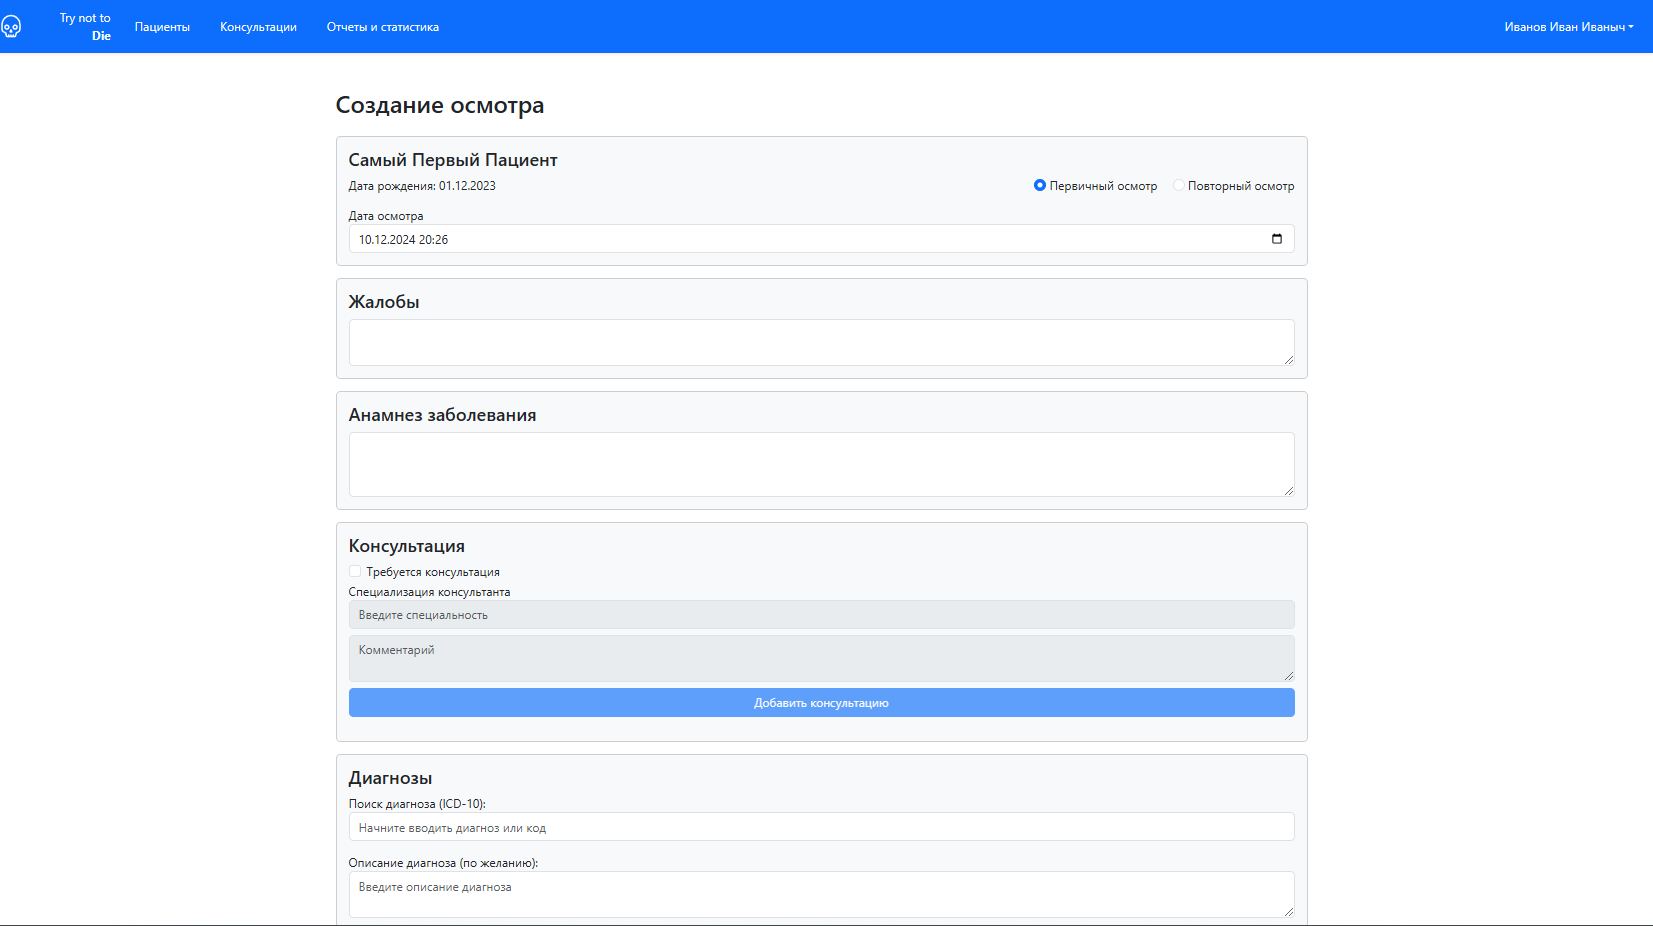 Try not to
Die
Пациенты
Консультации
Отчеты и статистика
Иванов Иван Иваныч
Создание осмотра
Самый Первый Пациент
Дата рождения: 01.12.2023
Первичный осмотр
Повторный осмотр
Дата осмотра
10.12.2024 20:26
Жалобы
Анамнез заболевания
Консультация
Требуется консультация
Специализация консультанта
Введите специальность
Комментарий
Добавить консультацию
Диагнозы
Поиск диагноза (ICD-10):
Начните вводить диагноз или код
Описание диагноза (по желанию):
Введите описание диагноза